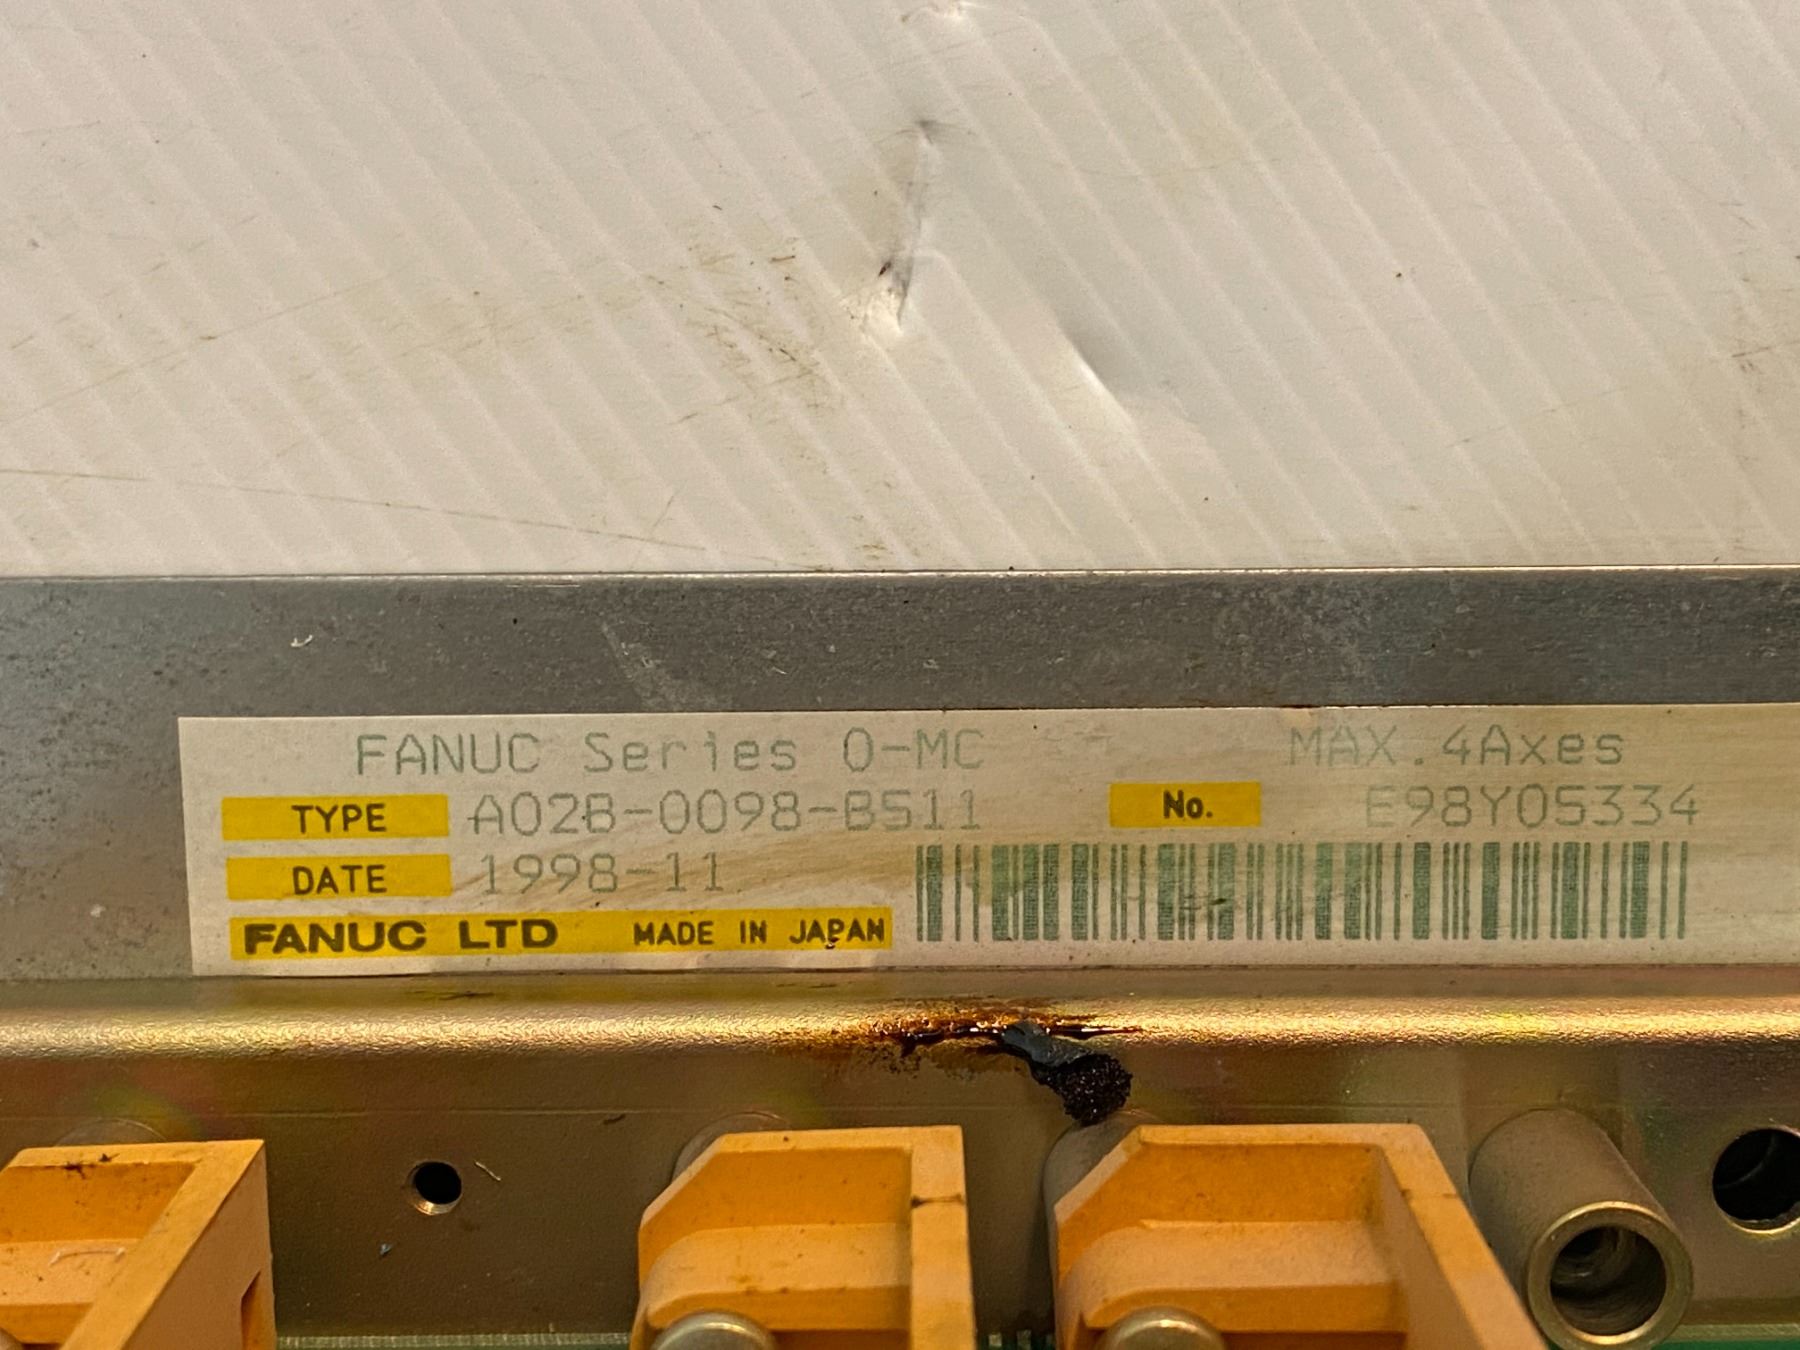 FANUC Series 0-MC MAX.4Axes
TYPE A02B-0098-B511 No. E98Y05334
DATE 1998-11
FANUC LTD MADE IN JAPAN